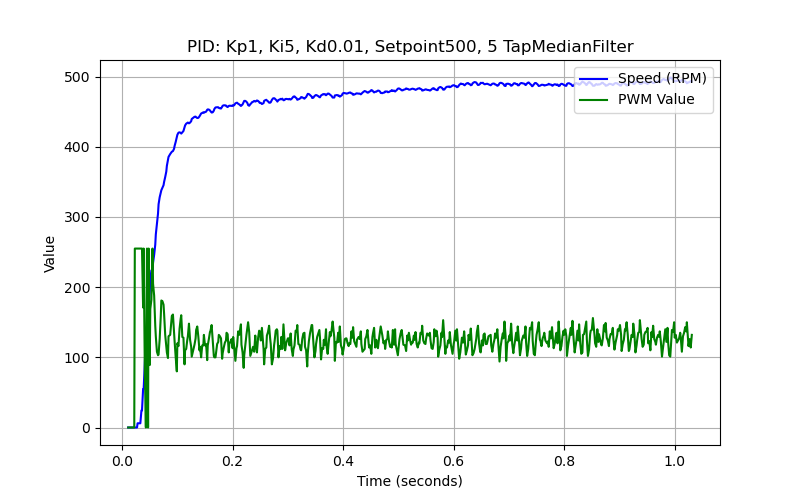 PID: Kp1, Ki5, Kd0.01, Setpoint500, 5 TapMedianFilter
Speed (RPM)
PWM Value
Value
500
400
300
200
100
0
0.0 0.2 0.4 0.6 0.8 1.0
Time (seconds)